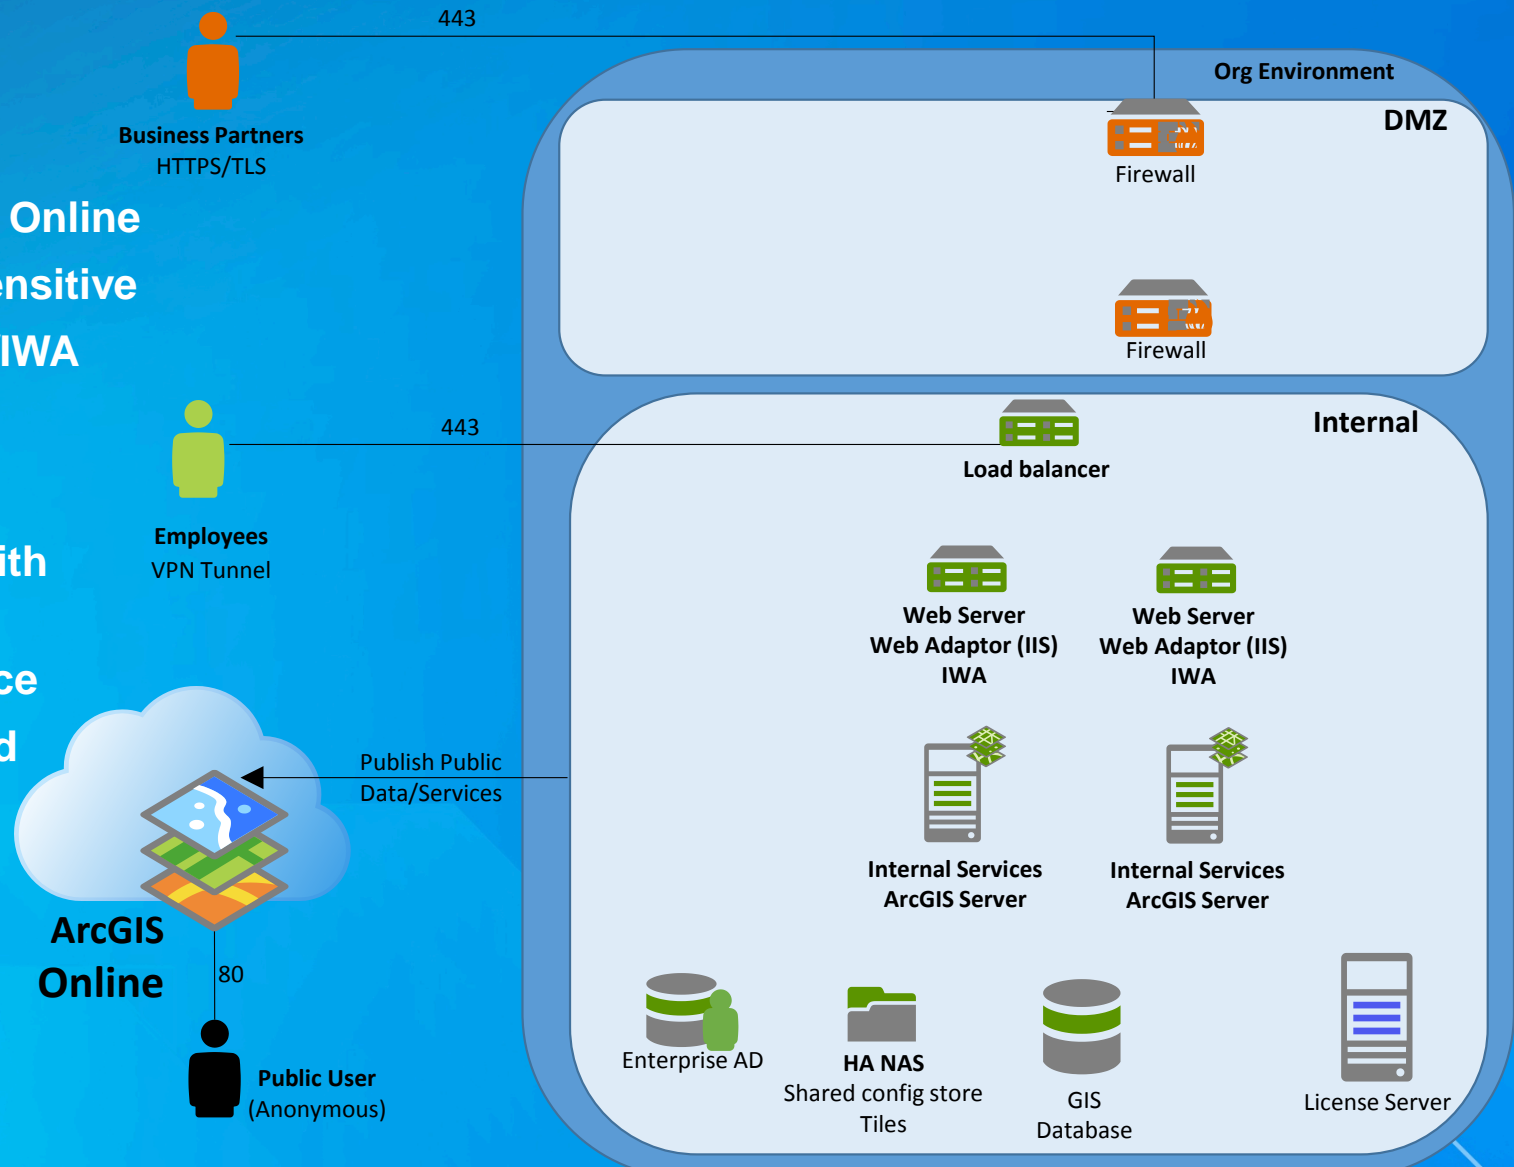 443
Org Environment
DMZ
Business Partners
HTTPS/TLS
Firewall
Online
ensitive
IWA
Firewall
443
Internal
Load balancer
Employees
VPN Tunnel
ith
Web Server
Web Adaptor (IIS)
IWA
Web Server
Web Adaptor (IIS)
IWA
ce
d
Publish Public
Data/Services
Internal Services
ArcGIS Server
Internal Services
ArcGIS Server
ArcGIS
Online
80
Enterprise AD
HA NAS
Shared config store
Tiles
GIS
Database
License Server
Public User
(Anonymous)